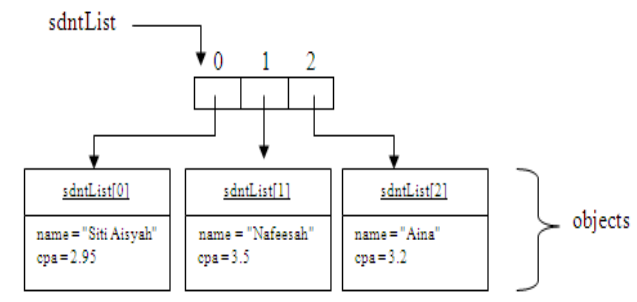 sdntList
0 1 2
sdntList[0]
name = "Siti Aisyah"
cpa = 2.95
sdntList[1]
name = "Nafeesah"
cpa = 3.5
sdntList[2]
name = "Aina"
cpa = 3.2
objects